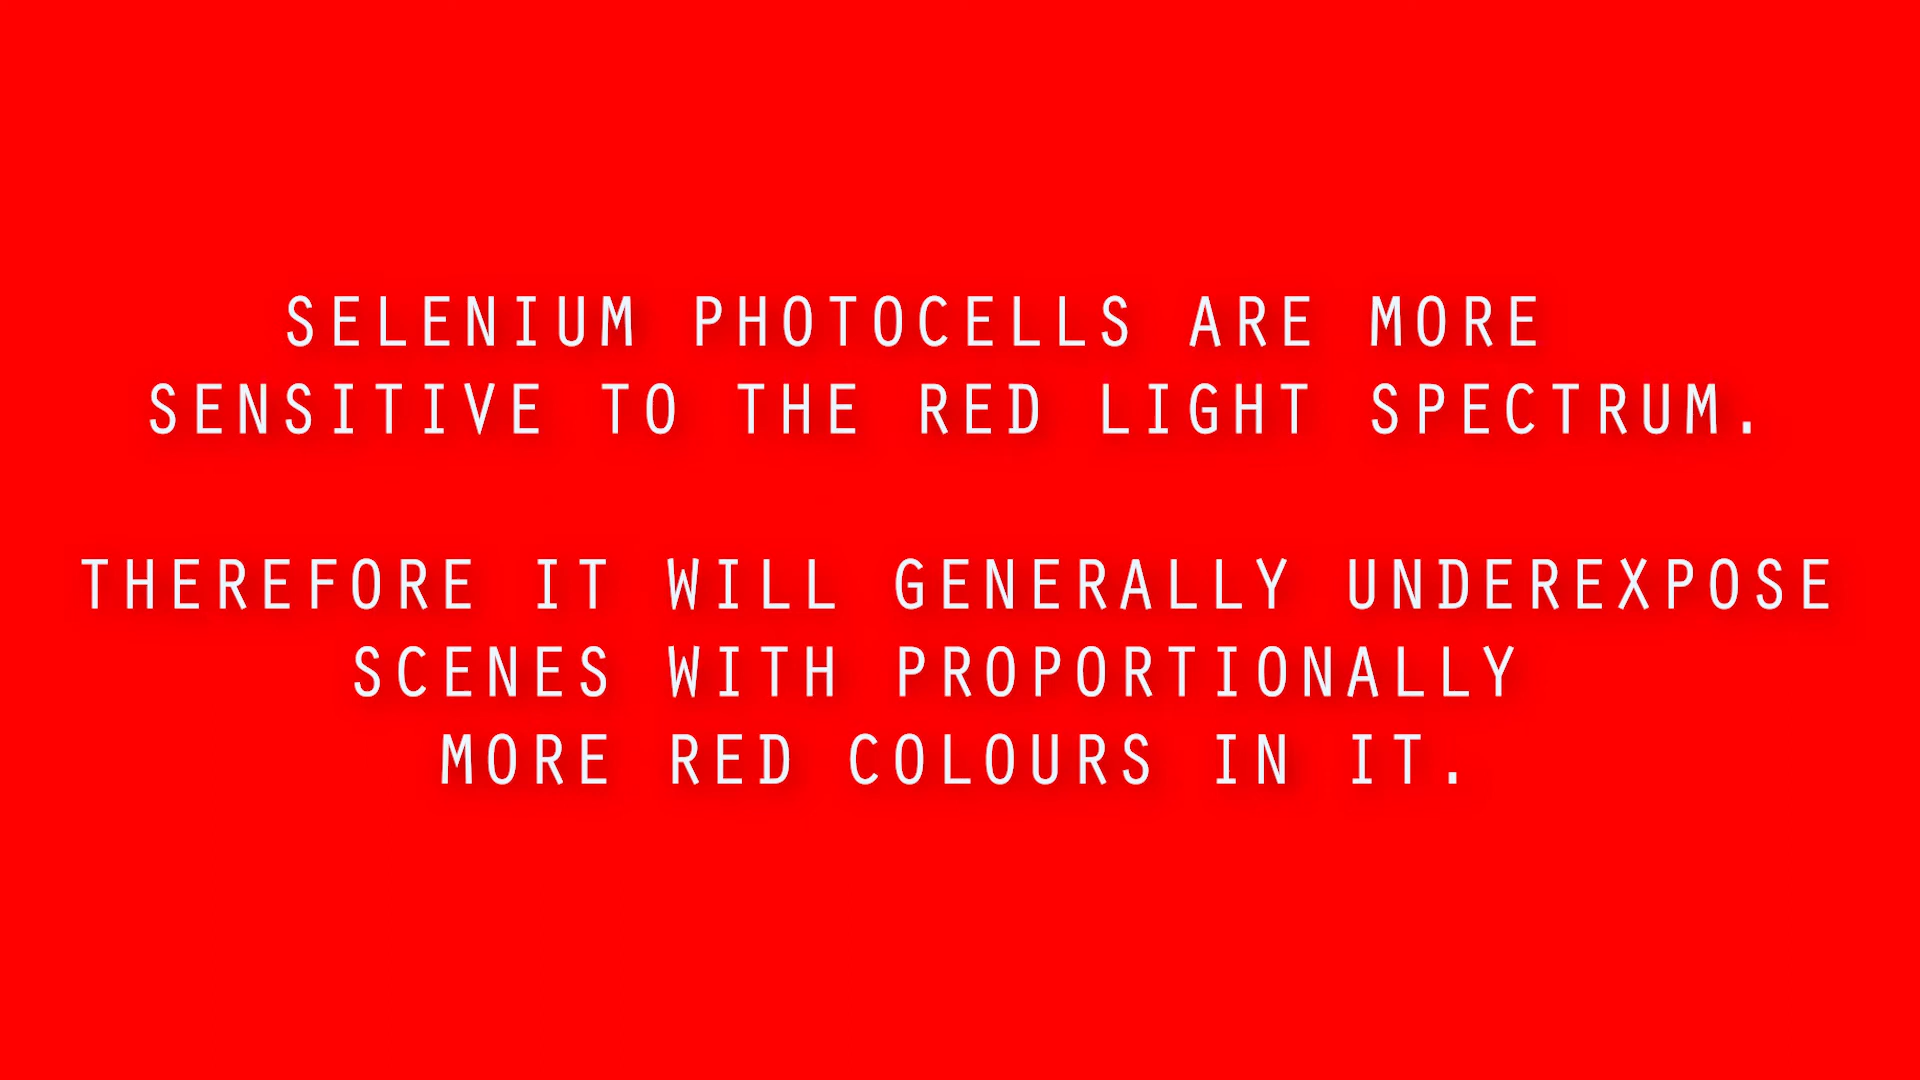 SELENIUM PHOTOCELLS ARE MORE
SENSITIVE TO THE RED LIGHT SPECTRUM.
THEREFORE IT WILL GENERALLY UNDEREXPOSE
SCENES WITH PROPORTIONALLY
MORE RED COLOURS IN IT.